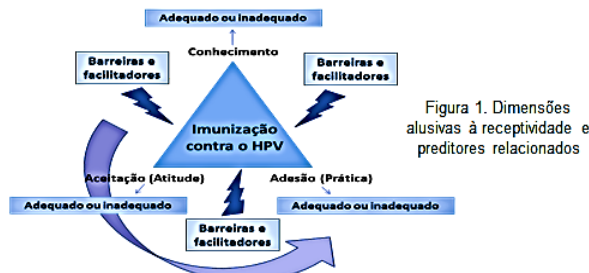 Adequado ou Inadequado
Conhecimento
Barreiras e
facilitadores
Barreiras e
facilitadores
Imunização
contra o HPV
Aceitação (Atitude)
Adesão (Prática)
Adequado ou Inadequado
Adequado ou Inadequado
Barreiras e
facilitadores
Figura 1. Dimensões
alusivas à receptividade e
preditores relacionados